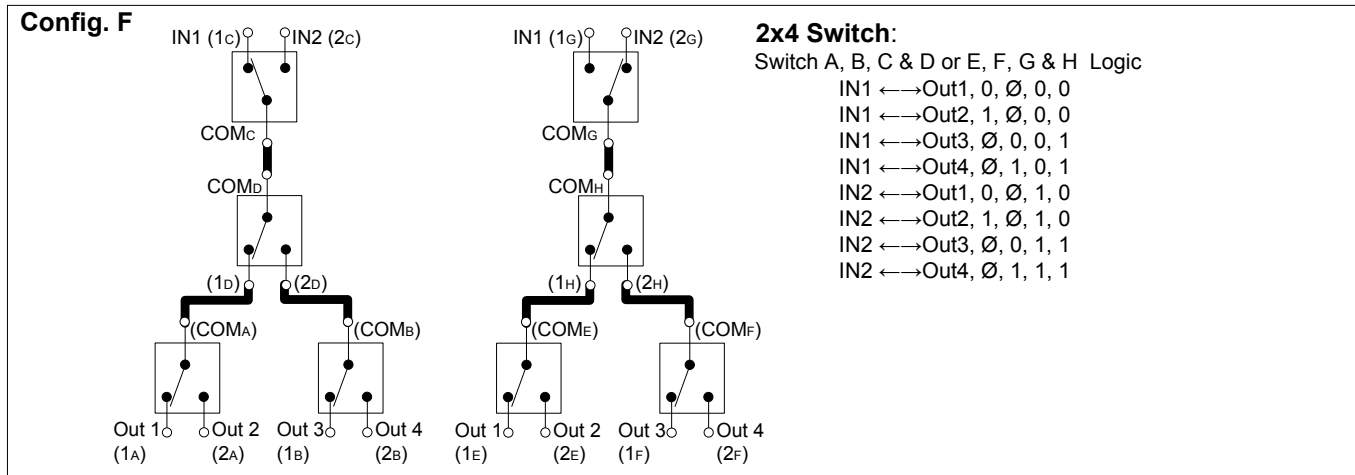 Config. F
IN1 (1C) IN2 (2C)
IN1 (1G) IN2 (2G)
COMC
COMG
COMD
COMH
(1D) (2D)
(1H) (2H)
(COMA) (COMB)
(COME) (COMF)
Out 1 Out 2 Out 3 Out 4
(1A) (2A) (1B) (2B)
Out 1 Out 2 Out 3 Out 4
(1E) (2E) (1F) (2F)
2x4 Switch:
Switch A, B, C & D or E, F, G & H Logic
IN1 ←→Out1, 0, Ø, 0, 0
IN1 ←→Out2, 1, Ø, 0, 0
IN1 ←→Out3, Ø, 0, 0, 1
IN1 ←→Out4, Ø, 1, 0, 1
IN2 ←→Out1, 0, Ø, 1, 0
IN2 ←→Out2, 1, Ø, 1, 0
IN2 ←→Out3, Ø, 0, 1, 1
IN2 ←→Out4, Ø, 1, 1, 1